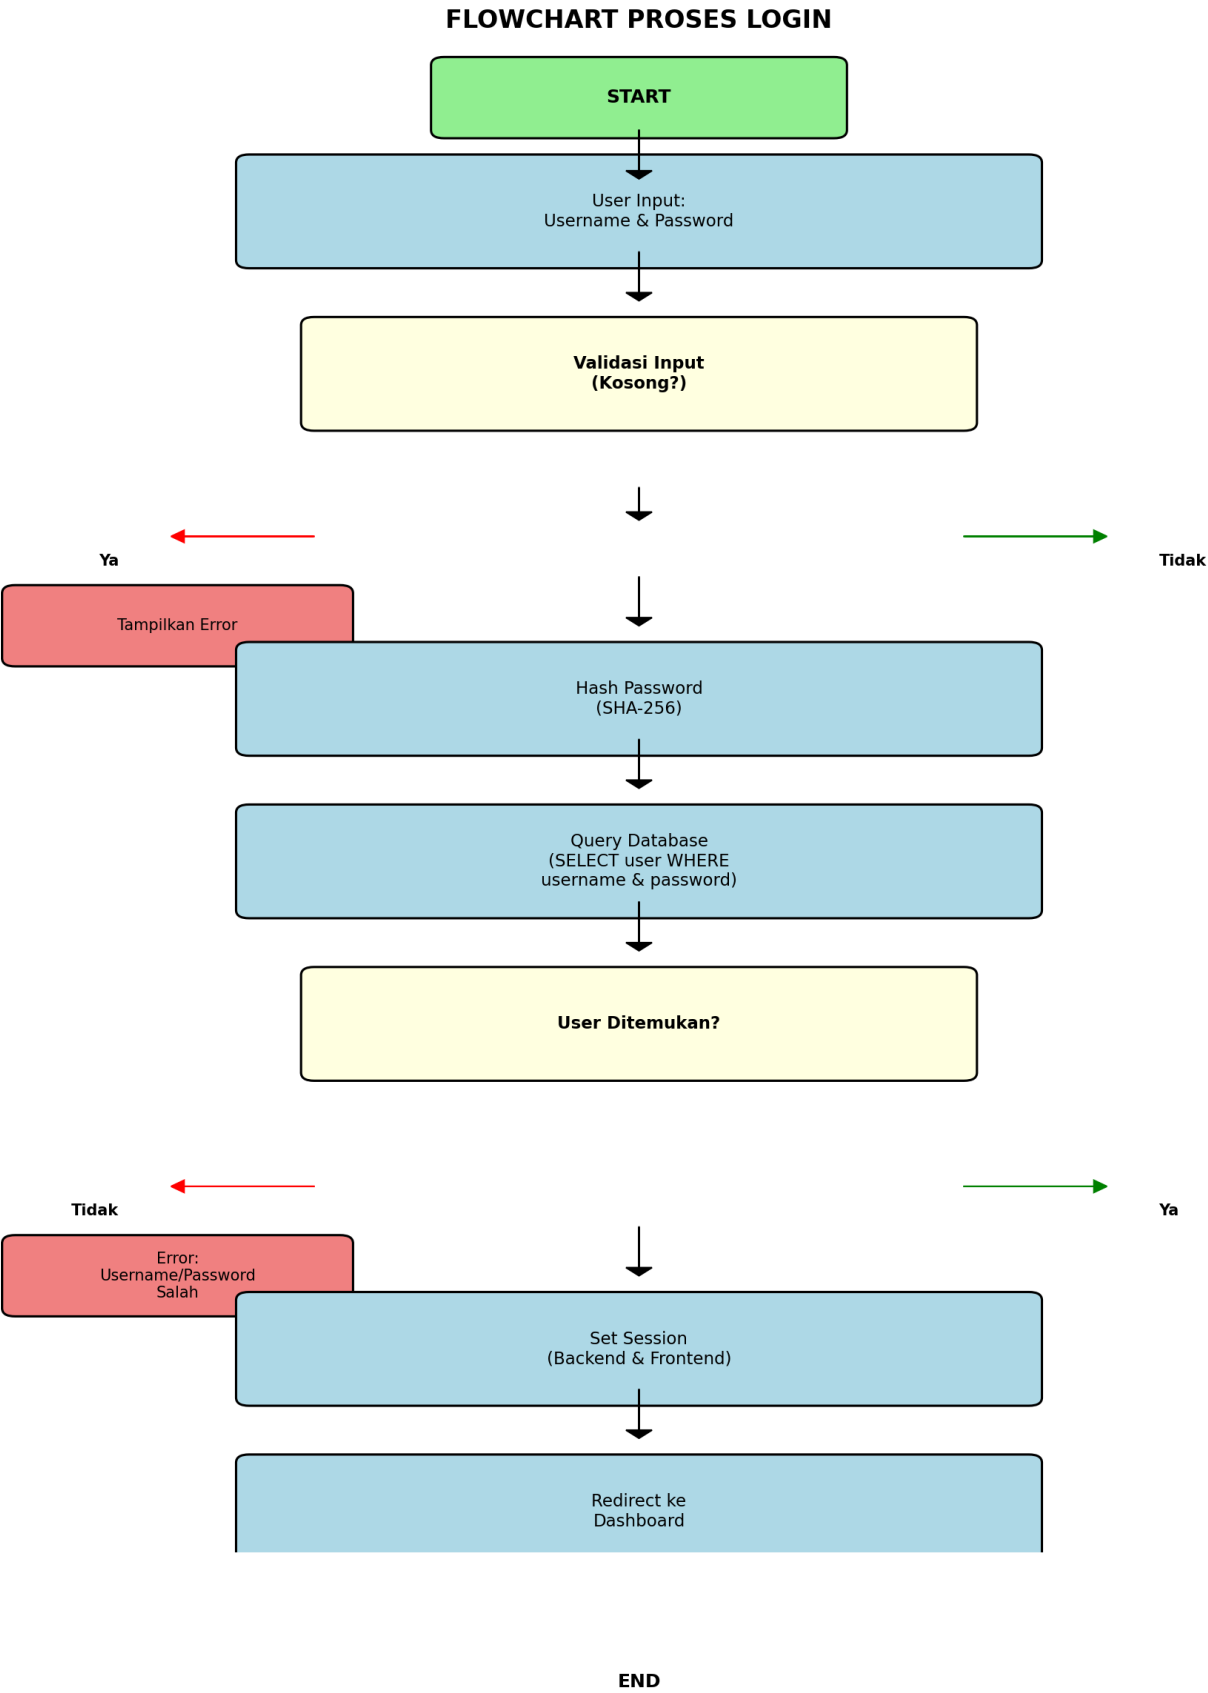 FLOWCHART PROSES LOGIN
START
User Input:
Username & Password
Validasi Input
(Kosong?)
Ya
Tidak
Tampilkan Error
Hash Password
(SHA-256)
Query Database
(SELECT user WHERE
username & password)
User Ditemukan?
Tidak
Ya
Error:
Username/Password
Salah
Set Session
(Backend & Frontend)
Redirect ke
Dashboard
END